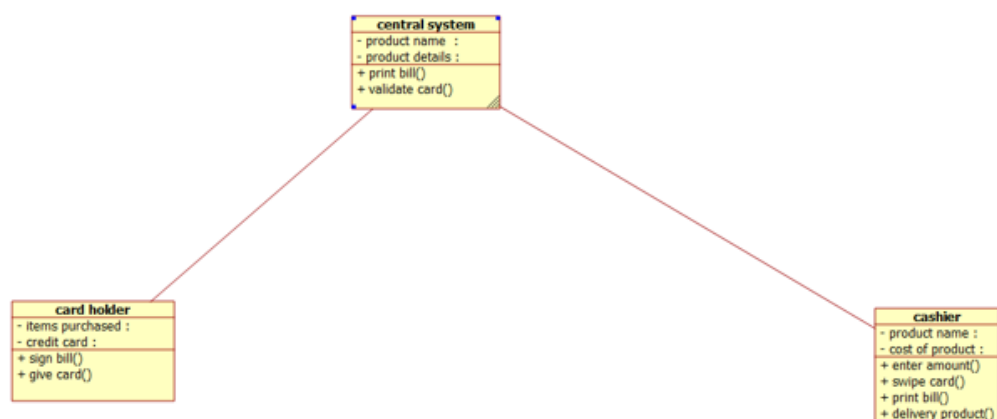 central system
- product name :
- product details :
+ print bill()
+ validate card()
card holder
- items purchased :
- credit card :
+ sign bill()
+ give card()
cashier
- product name :
- cost of product :
+ enter amount()
+ swipe card()
+ print bill()
+ delivery product()